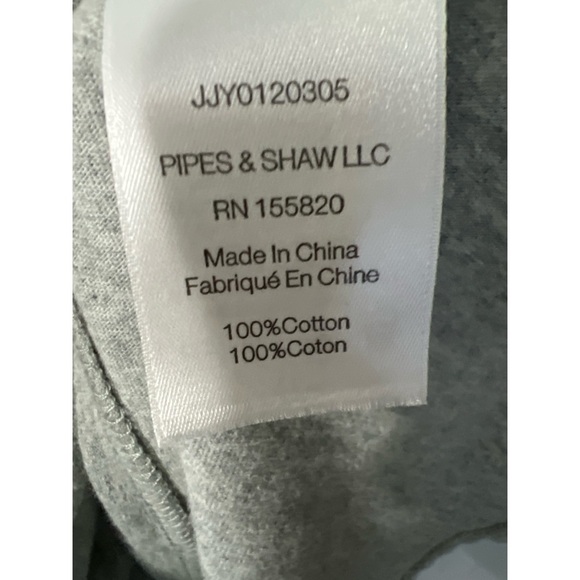 JJY0120305
PIPES & SHAW LLC
RN 155820
Made In China
Fabriqué En Chine
100%Cotton
100%Coton